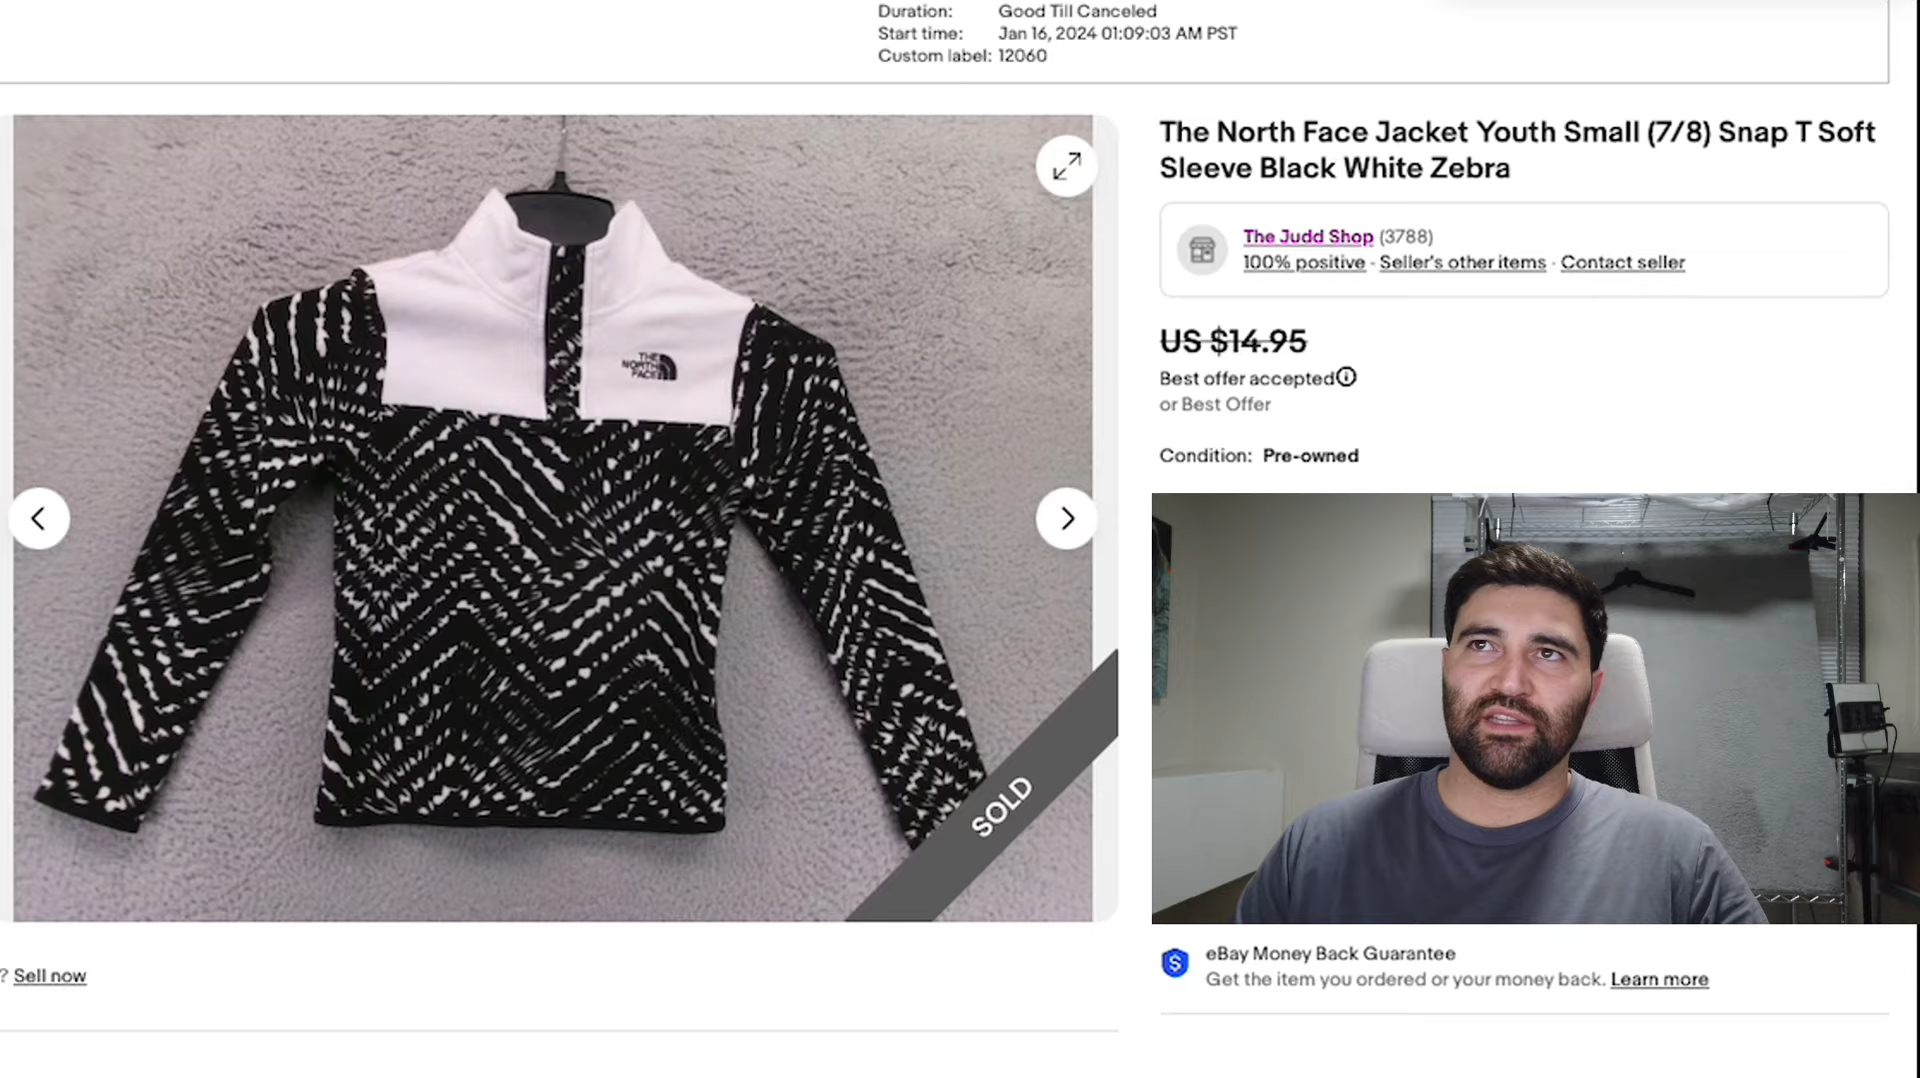 Duration: Good Till Canceled
Start time: Jan 16, 2024 01:09:03 AM PST
Custom label: 12060
The North Face Jacket Youth Small (7/8) Snap T Soft
Sleeve Black White Zebra
The Judd Shop (3788)
100% positive · Seller's other items · Contact seller
US $14.95
Best offer accepted
or Best Offer
Condition: Pre-owned
THE
NORTH
FACE
SOLD
eBay Money Back Guarantee
Get the item you ordered or your money back. Learn more
? Sell now